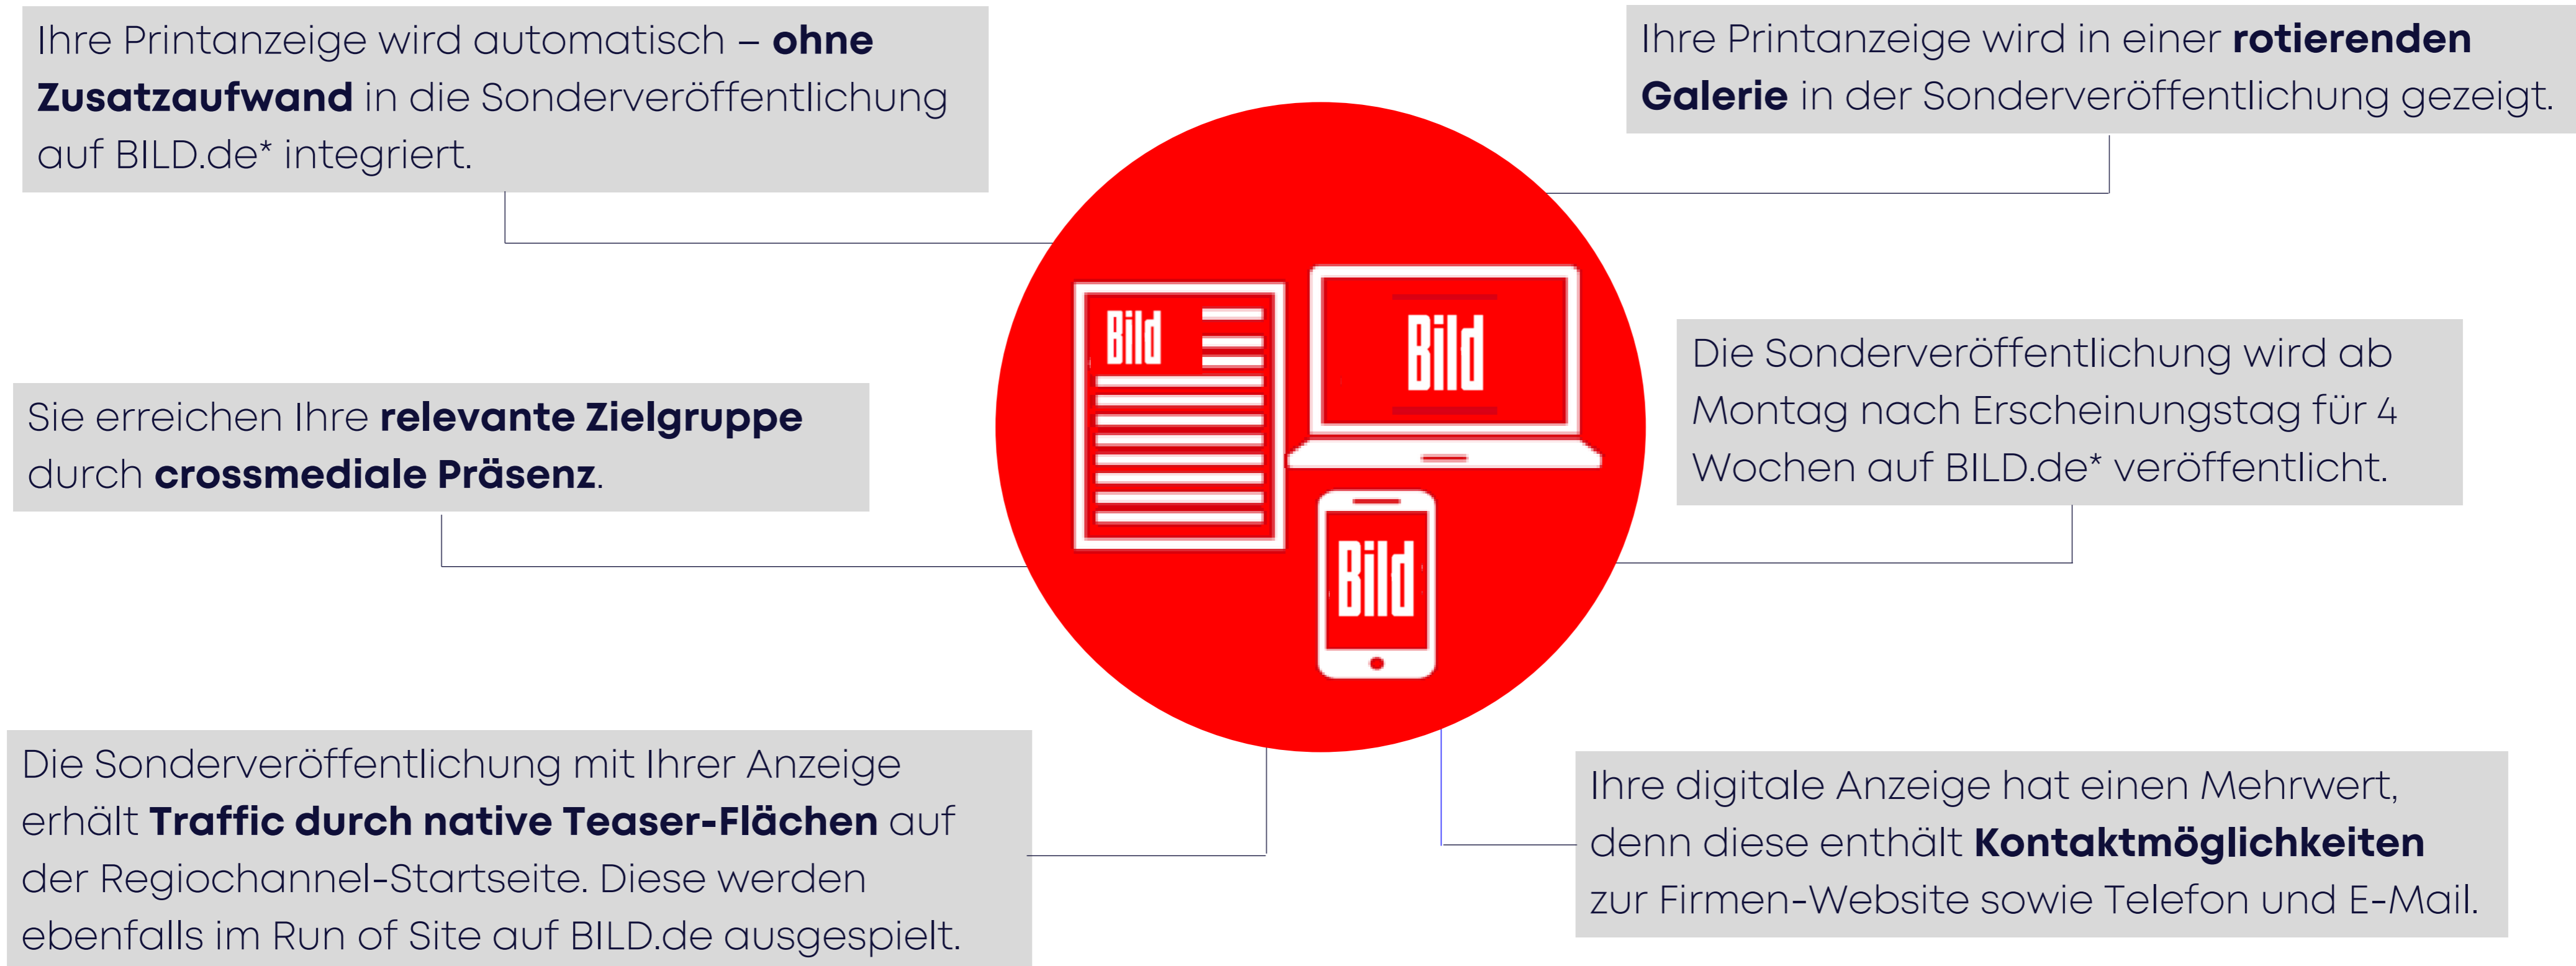 Ihre Printanzeige wird automatisch – ohne
Zusatzaufwand in die Sonderveröffentlichung
auf BILD.de* integriert.
Ihre Printanzeige wird in einer rotierenden
Galerie in der Sonderveröffentlichung gezeigt.
Bild
Bild
Bild
Sie erreichen Ihre relevante Zielgruppe
durch crossmediale Präsenz.
Die Sonderveröffentlichung wird ab
Montag nach Erscheinungstag für 4
Wochen auf BILD.de* veröffentlicht.
Die Sonderveröffentlichung mit Ihrer Anzeige
erhält Traffic durch native Teaser-Flächen auf
der Regiochannel-Startseite. Diese werden
ebenfalls im Run of Site auf BILD.de ausgespielt.
Ihre digitale Anzeige hat einen Mehrwert,
denn diese enthält Kontaktmöglichkeiten
zur Firmen-Website sowie Telefon und E-Mail.